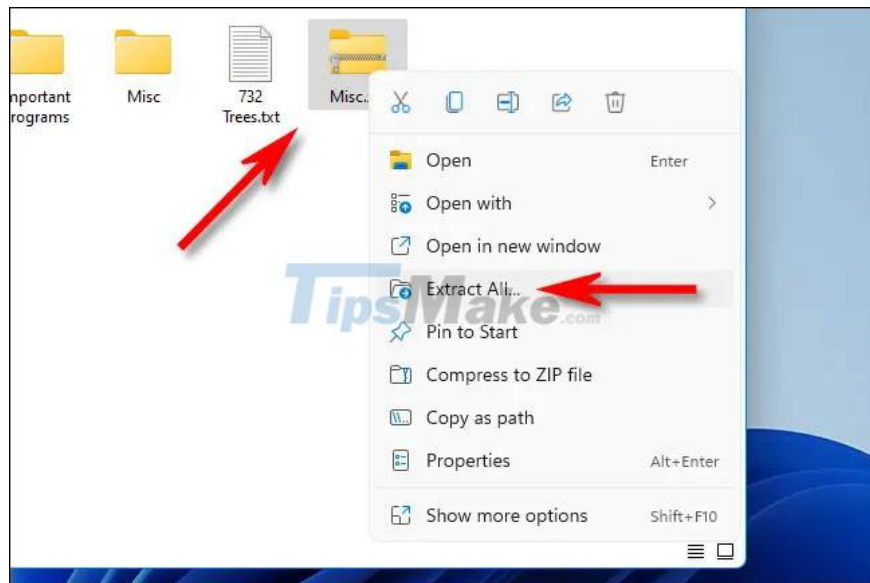 mportant
rograms
Misc
732
Trees.txt
Misc.
Open
Enter
Open with
Open in new window
Extract All...
Pin to Start
Compress to ZIP file
Copy as path
Properties
Alt+Enter
Show more options
Shift+F10
TipsMake.com